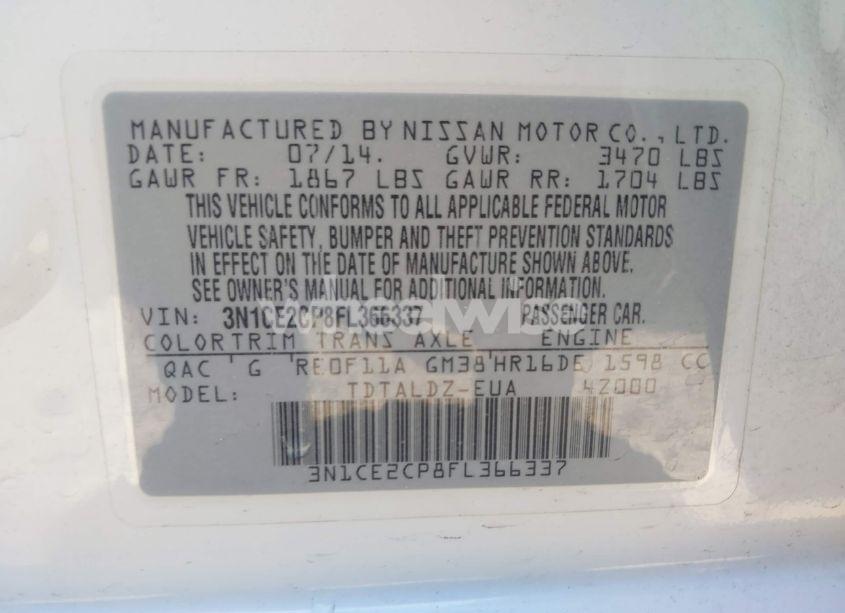 MANUFACTURED BY NISSAN MOTOR CO., LTD.
DATE: 07/14. GVWR: 3470 LBS
GAWR FR: 1867 LBS GAWR RR: 1704 LBS
THIS VEHICLE CONFORMS TO ALL APPLICABLE FEDERAL MOTOR
VEHICLE SAFETY, BUMPER AND THEFT PREVENTION STANDARDS
IN EFFECT ON THE DATE OF MANUFACTURE SHOWN ABOVE.
SEE OWNER'S MANUAL FOR ADDITIONAL INFORMATION.
VIN: 3N1CE2CP8FL366337 PASSENGER CAR.
COLOR TRIM TRANS AXLE ENGINE
QAC G RE0F11A GM38 HR16DE 1598 CC
MODEL: TDTALDZ-EUA 42000
3N1CE2CP8FL366337